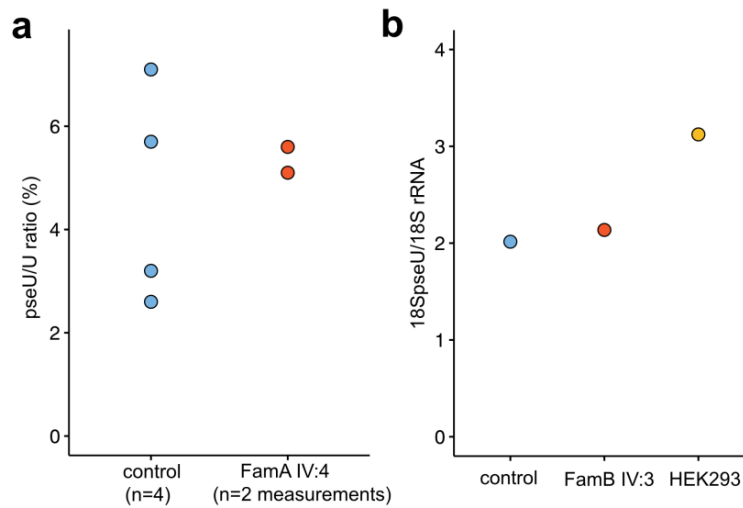 a
pseU/U ratio (%)
6
4
2
0
control
(n=4)
FamA IV:4
(n=2 measurements)
b
18SpseU/18S rRNA
4
3
2
1
0
control
FamB IV:3
HEK293